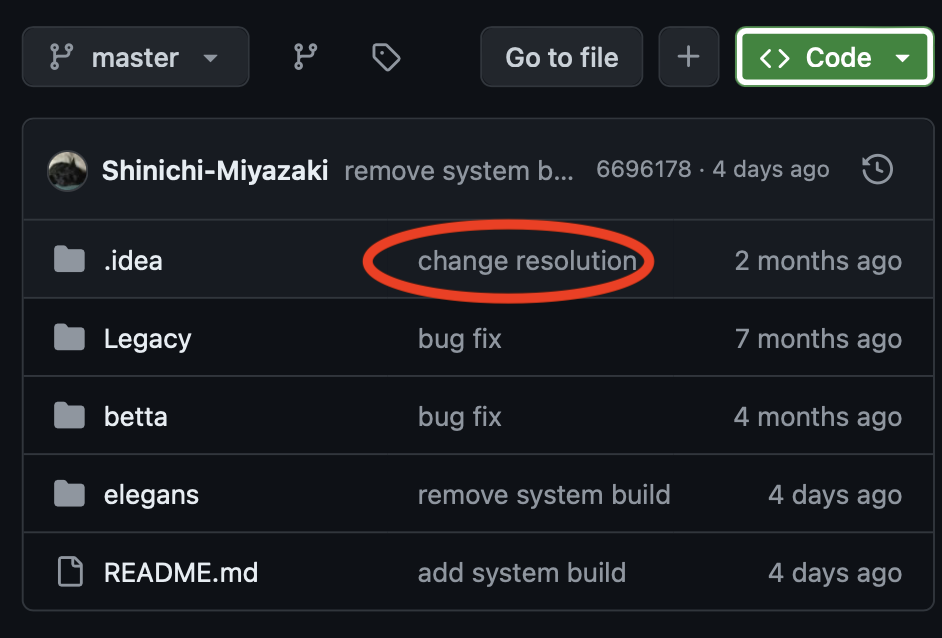 master Go to file + <> Code
Shinichi-Miyazaki remove system b... 6696178 · 4 days ago
.idea change resolution 2 months ago
Legacy bug fix 7 months ago
betta bug fix 4 months ago
elegans remove system build 4 days ago
README.md add system build 4 days ago